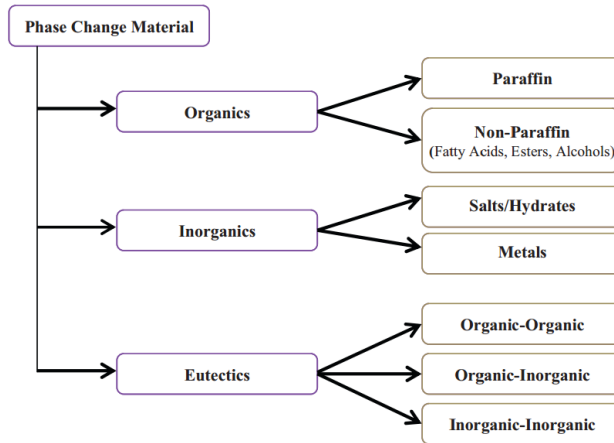 Phase Change Material
Organics
Paraffin
Non-Paraffin
(Fatty Acids, Esters, Alcohols)
Inorganics
Salts/Hydrates
Metals
Eutectics
Organic-Organic
Organic-Inorganic
Inorganic-Inorganic